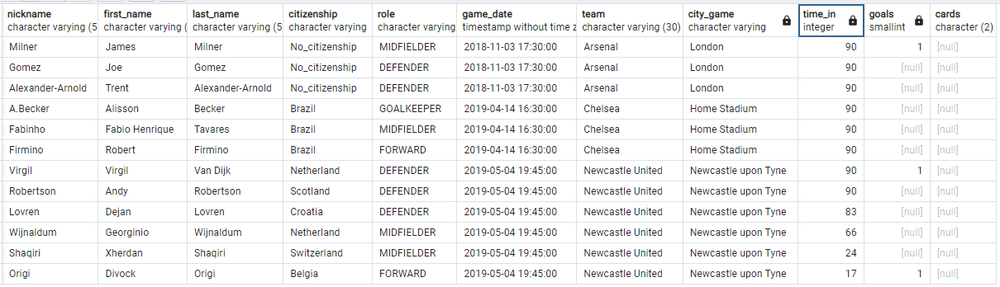 nickname first_name last_name citizenship role game_date team city_game time_in goals cards
character varying (5 character varying ( character varying (5 character varying character varying timestamp without time z character varying (30) character varying integer smallint character (2)
Milner James Milner No_citizenship MIDFIELDER 2018-11-03 17:30:00 Arsenal London 90 1 [null]
Gomez Joe Gomez No_citizenship DEFENDER 2018-11-03 17:30:00 Arsenal London 90 [null] [null]
Alexander-Arnold Trent Alexander-Arnold No_citizenship DEFENDER 2018-11-03 17:30:00 Arsenal London 90 [null] [null]
A.Becker Alisson Becker Brazil GOALKEEPER 2019-04-14 16:30:00 Chelsea Home Stadium 90 [null] [null]
Fabinho Fabio Henrique Tavares Brazil MIDFIELDER 2019-04-14 16:30:00 Chelsea Home Stadium 90 [null] [null]
Firmino Robert Firmino Brazil FORWARD 2019-04-14 16:30:00 Chelsea Home Stadium 90 [null] [null]
Virgil Virgil Van Dijk Netherland DEFENDER 2019-05-04 19:45:00 Newcastle United Newcastle upon Tyne 90 1 [null]
Robertson Andy Robertson Scotland DEFENDER 2019-05-04 19:45:00 Newcastle United Newcastle upon Tyne 90 [null] [null]
Lovren Dejan Lovren Croatia DEFENDER 2019-05-04 19:45:00 Newcastle United Newcastle upon Tyne 83 [null] [null]
Wijnaldum Georginio Wijnaldum Netherland MIDFIELDER 2019-05-04 19:45:00 Newcastle United Newcastle upon Tyne 66 [null] [null]
Shaqiri Xherdan Shaqiri Switzerland MIDFIELDER 2019-05-04 19:45:00 Newcastle United Newcastle upon Tyne 24 [null] [null]
Origi Divock Origi Belgia FORWARD 2019-05-04 19:45:00 Newcastle United Newcastle upon Tyne 17 1 [null]